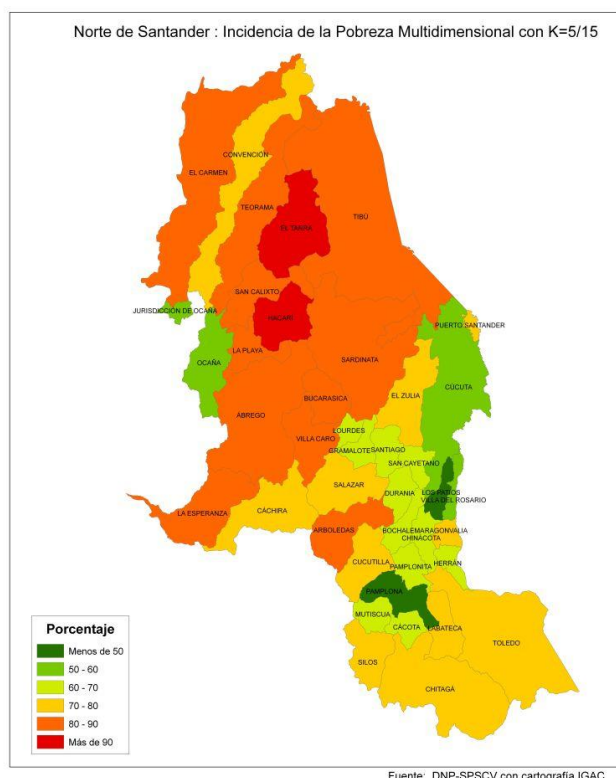 Norte de Santander : Incidencia de la Pobreza Multidimensional con K=5/15
CONVENCIÓN
EL CARMEN
TEORAMA
TIBÚ
EL TARRA
SAN CALIXTO
JURISDICCIÓN DE OCAÑA
HACARÍ
PUERTO SANTANDER
LA PLAYA
OCAÑA
SARDINATA
CÚCUTA
ÁBREGO
BUCARASICA
EL ZULIA
LOURDES
VILLA CARO
GRAMALOTE
SANTIAGO
SAN CAYETANO
SALAZAR
DURANIA
LOS PATIOS
VILLA DEL ROSARIO
LA ESPERANZA
CÁCHIRA
ARBOLEDAS
BOCHALEMA
RAGONVALIA
CHINÁCOTA
CUCUTILLA
PAMPLONITA
HERRÁN
PAMPLONA
MUTISCUA
CÁCOTA
LABATECA
TOLEDO
SILOS
CHITAGÁ
Porcentaje
Menos de 50
50 - 60
60 - 70
70 - 80
80 - 90
Más de 90
Fuente: DNP-SPSCV con cartografía IGAC